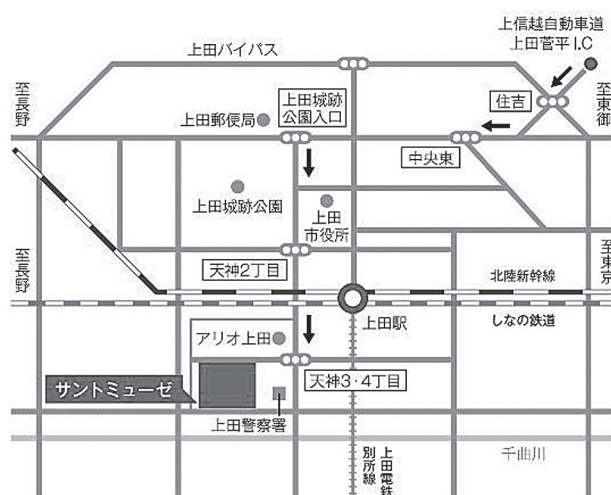 上信越自動車道
上田菅平I.C
上田バイパス
至長野
至東御
住吉
上田城跡
公園入口
上田郵便局
中央東
上田城跡公園
上田
市役所
至長野
至東京
天神2丁目
北陸新幹線
しなの鉄道
上田駅
アリオ上田
天神3・4丁目
サントミューゼ
上田警察署
上田電鉄
別所線
千曲川